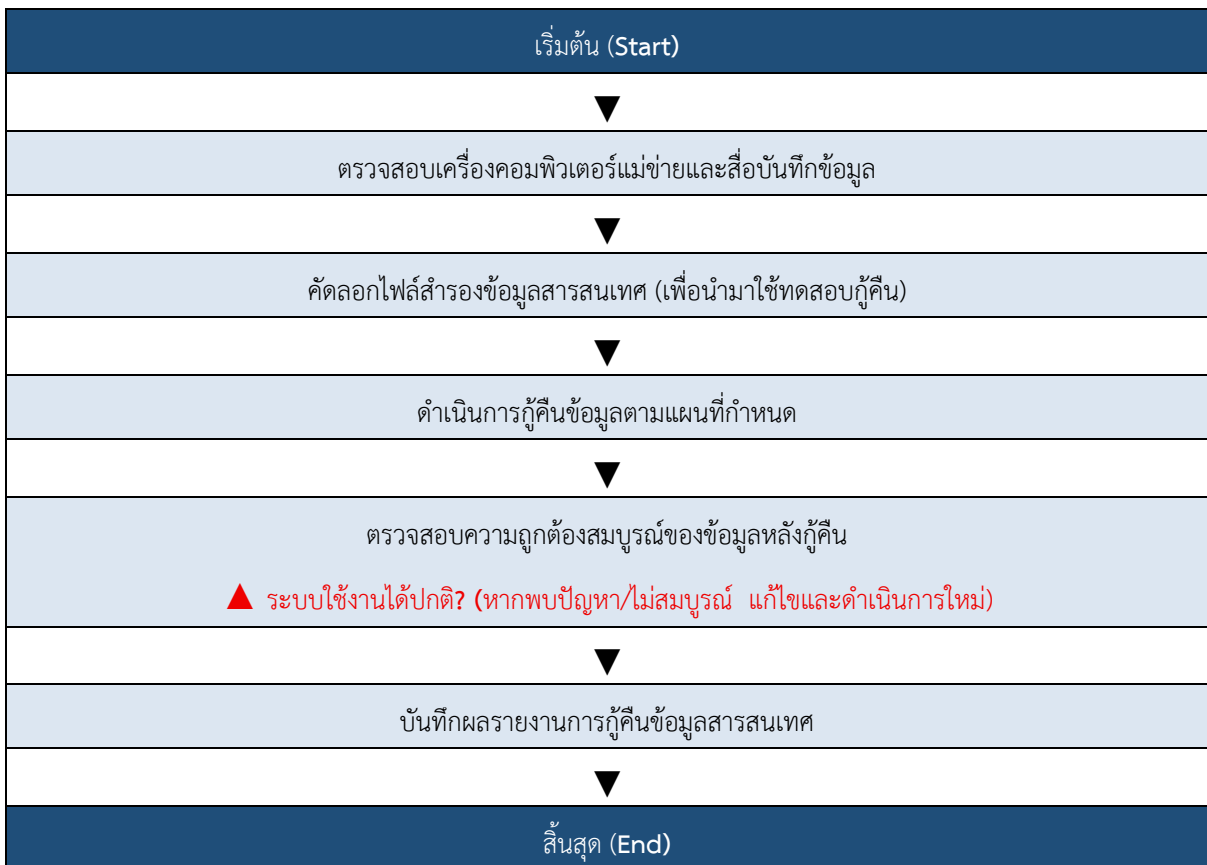 เริ่มต้น (Start)
▼
ตรวจสอบเครื่องคอมพิวเตอร์แม่ข่ายและสื่อบันทึกข้อมูล
▼
คัดลอกไฟล์สำรองข้อมูลสารสนเทศ (เพื่อนำมาใช้ทดสอบกู้คืน)
▼
ดำเนินการกู้คืนข้อมูลตามแผนที่กำหนด
▼
ตรวจสอบความถูกต้องสมบูรณ์ของข้อมูลหลังกู้คืน
▲ ระบบใช้งานได้ปกติ? (หากพบปัญหา/ไม่สมบูรณ์ แก้ไขและดำเนินการใหม่)
▼
บันทึกผลรายงานการกู้คืนข้อมูลสารสนเทศ
▼
สิ้นสุด (End)